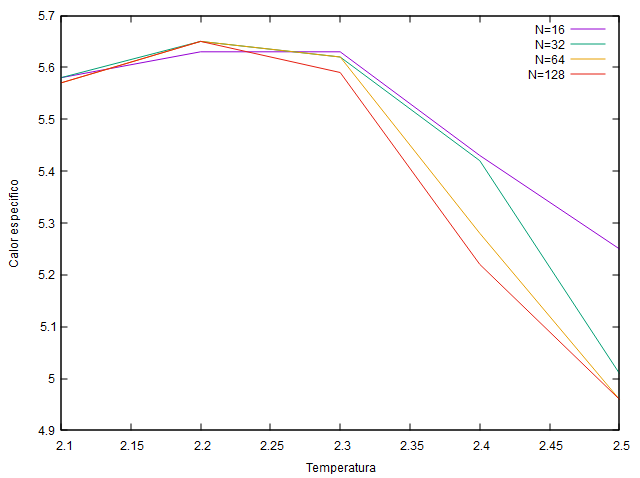 5.7
5.6
5.5
5.4
5.3
5.2
5.1
5
4.9
2.1 2.15 2.2 2.25 2.3 2.35 2.4 2.45 2.5
Calor especifico
Temperatura
N=16
N=32
N=64
N=128